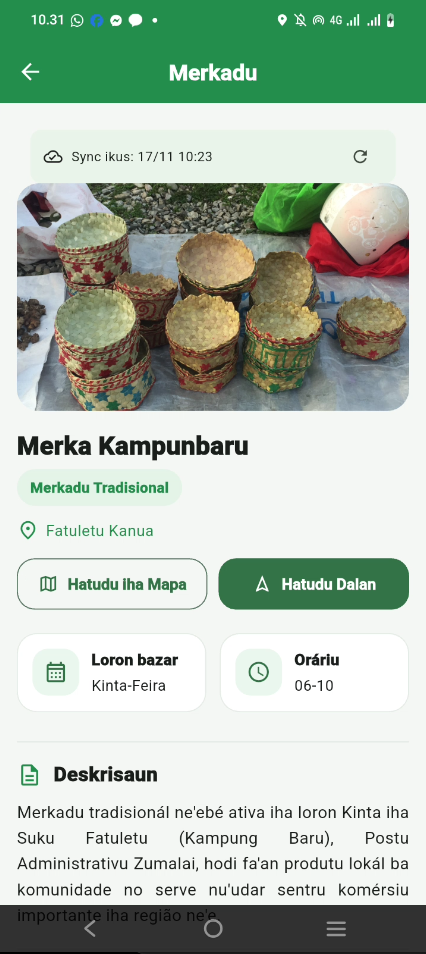 10.31
4G
Merkadu
Sync ikus: 17/11 10:23
Merka Kampunbaru
Merkadu Tradisional
Fatuletu Kanua
Hatudu iha Mapa
Hatudu Dalan
Loron bazar
Kinta-Feira
Oráriu
06-10
Deskrisaun
Merkadu tradisionál ne'ebé ativa iha loron Kinta iha
Suku Fatuletu (Kampung Baru), Postu
Administrativu Zumalai, hodi fa'an produtu lokál ba
komunidade no serve nu'udar sentru komérsiu
importante iha região ne'e.